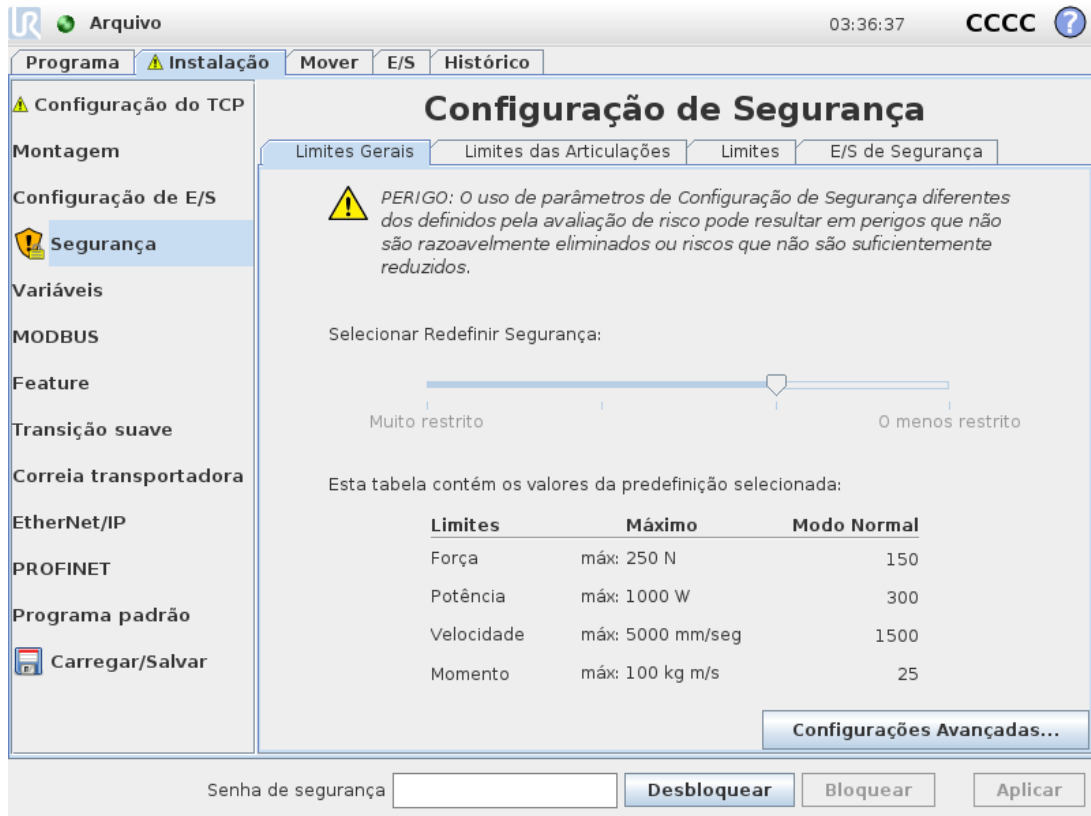 UR Arquivo 03:36:37 CCCC ?
Programa Instalação Mover E/S Histórico
Configuração do TCP
Montagem
Configuração de E/S
Segurança
Variáveis
MODBUS
Feature
Transição suave
Correia transportadora
EtherNet/IP
PROFINET
Programa padrão
Carregar/Salvar
Configuração de Segurança
Limites Gerais Limites das Articulações Limites E/S de Segurança
PERIGO: O uso de parâmetros de Configuração de Segurança diferentes
dos definidos pela avaliação de risco pode resultar em perigos que não
são razoavelmente eliminados ou riscos que não são suficientemente
reduzidos.
Selecionar Redefinir Segurança:
Muito restrito O menos restrito
Esta tabela contém os valores da predefinição selecionada:
Limites Máximo Modo Normal
Força máx: 250 N 150
Potência máx: 1000 W 300
Velocidade máx: 5000 mm/seg 1500
Momento máx: 100 kg m/s 25
Configurações Avançadas...
Senha de segurança Desbloquear Bloquear Aplicar